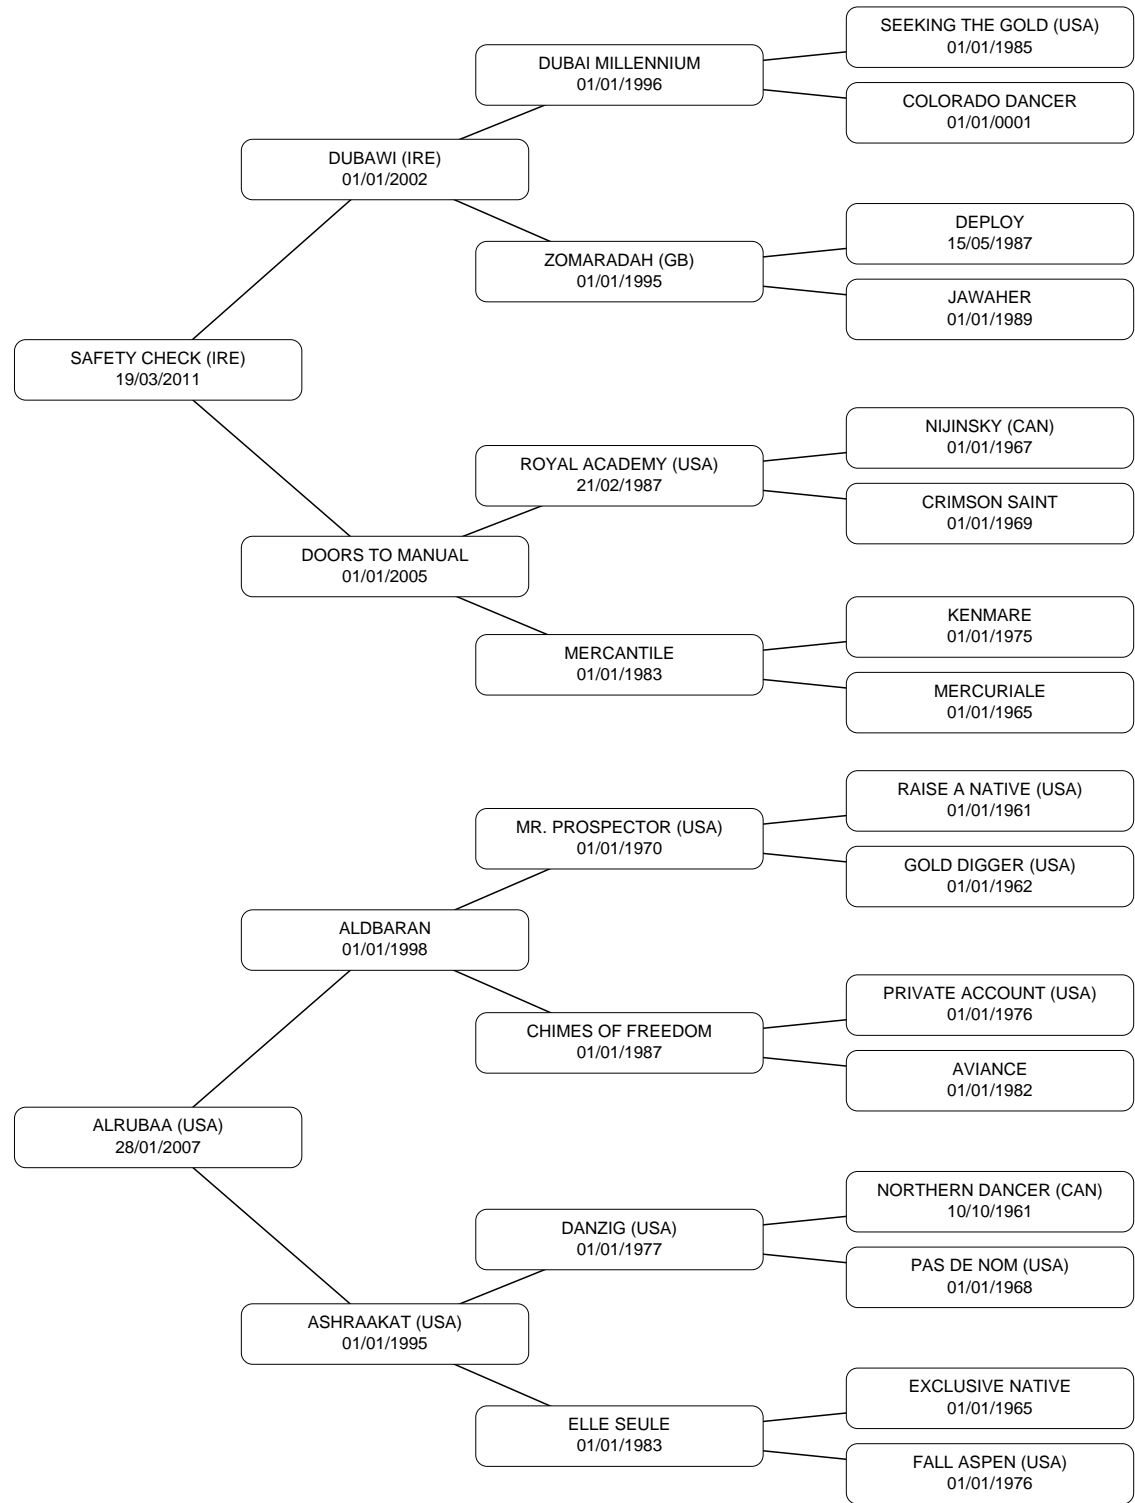 SEEKING THE GOLD (USA)
01/01/1985
DUBAI MILLENNIUM
01/01/1996
COLORADO DANCER
01/01/0001
DUBAWI (IRE)
01/01/2002
DEPLOY
15/05/1987
ZOMARADAH (GB)
01/01/1995
JAWAHER
01/01/1989
SAFETY CHECK (IRE)
19/03/2011
NIJINSKY (CAN)
01/01/1967
ROYAL ACADEMY (USA)
21/02/1987
CRIMSON SAINT
01/01/1969
DOORS TO MANUAL
01/01/2005
KENMARE
01/01/1975
MERCANTILE
01/01/1983
MERCURIALE
01/01/1965
RAISE A NATIVE (USA)
01/01/1961
MR. PROSPECTOR (USA)
01/01/1970
GOLD DIGGER (USA)
01/01/1962
ALDBARAN
01/01/1998
PRIVATE ACCOUNT (USA)
01/01/1976
CHIMES OF FREEDOM
01/01/1987
AVIANCE
01/01/1982
ALRUBAA (USA)
28/01/2007
NORTHERN DANCER (CAN)
10/10/1961
DANZIG (USA)
01/01/1977
PAS DE NOM (USA)
01/01/1968
ASHRAAKAT (USA)
01/01/1995
EXCLUSIVE NATIVE
01/01/1965
ELLE SEULE
01/01/1983
FALL ASPEN (USA)
01/01/1976